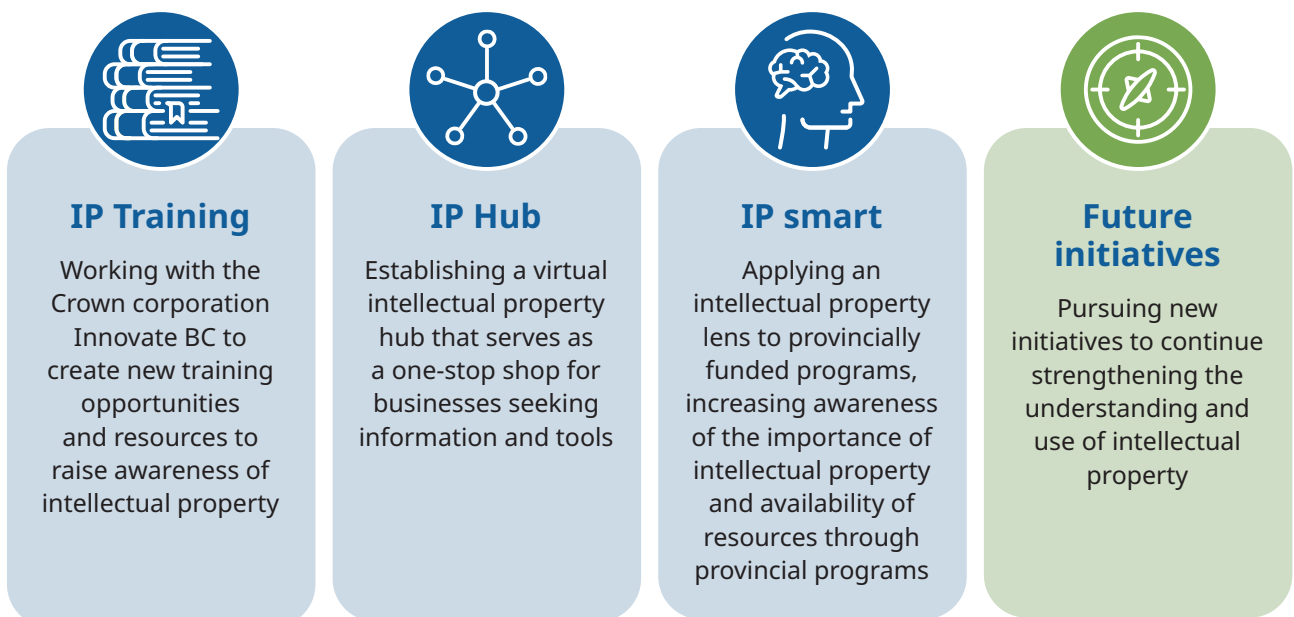 IP Training
Working with the
Crown corporation
Innovate BC to
create new training
opportunities
and resources to
raise awareness of
intellectual property
IP Hub
Establishing a virtual
intellectual property
hub that serves as
a one-stop shop for
businesses seeking
information and tools
IP smart
Applying an
intellectual property
lens to provincially
funded programs,
increasing awareness
of the importance of
intellectual property
and availability of
resources through
provincial programs
Future
initiatives
Pursuing new
initiatives to continue
strengthening the
understanding and
use of intellectual
property